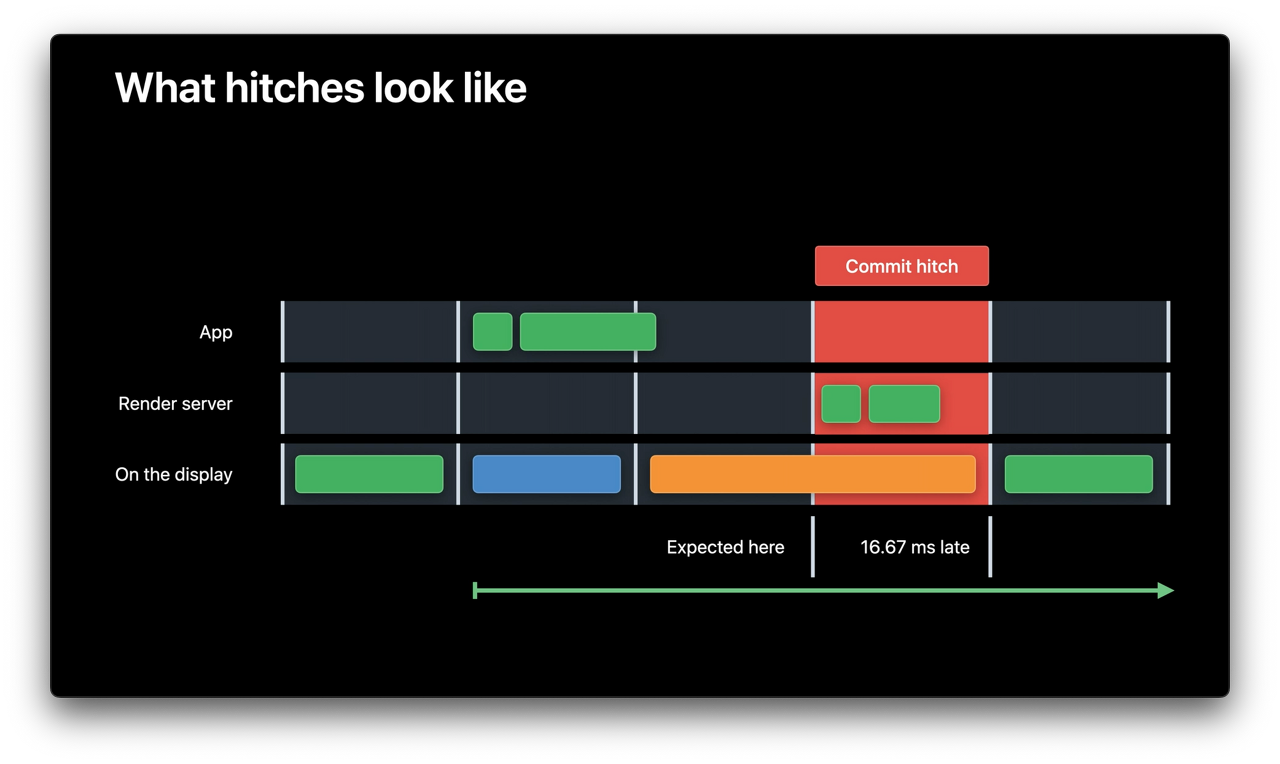 What hitches look like
Commit hitch
App
Render server
On the display
Expected here
16.67 ms late